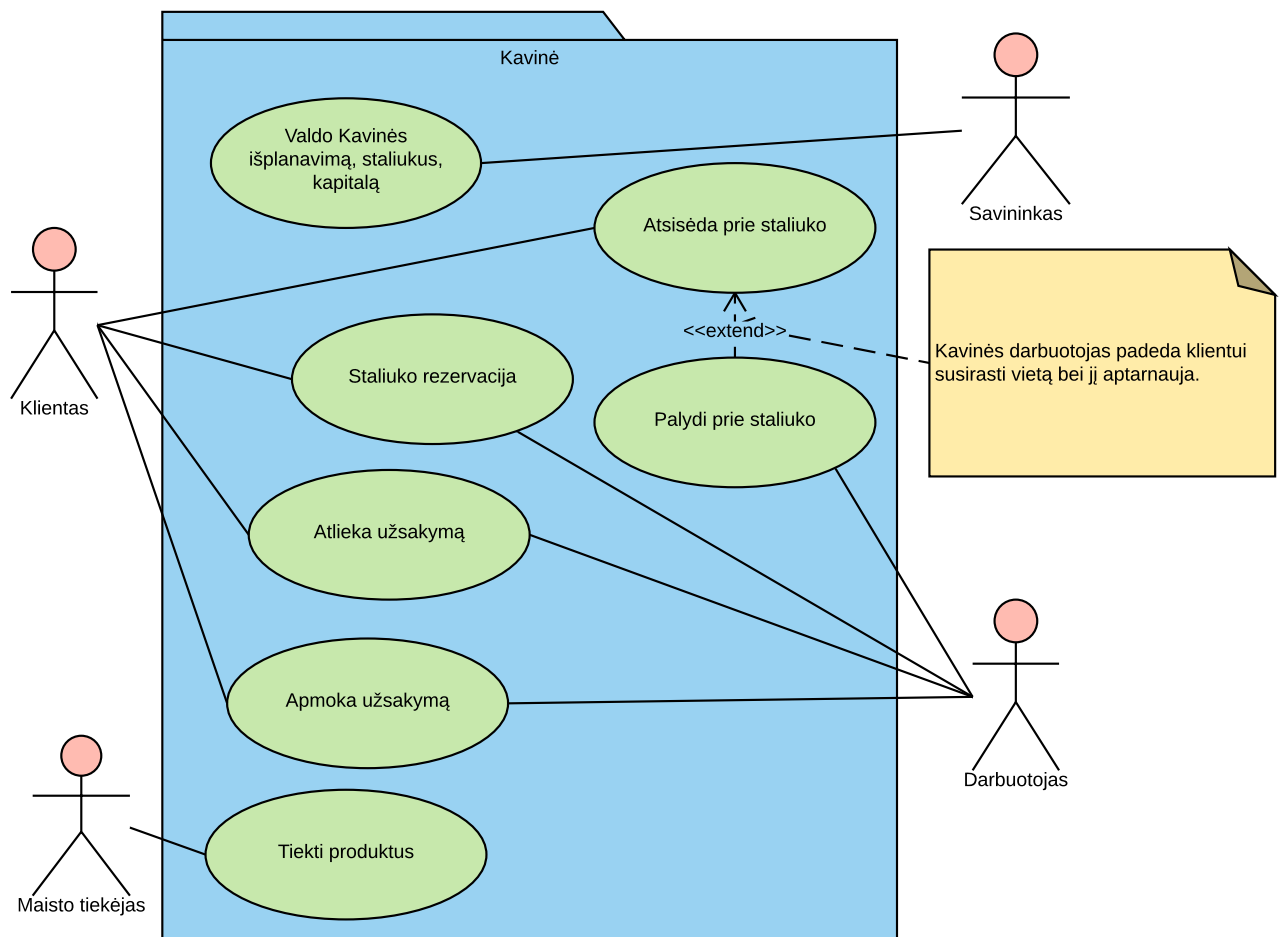 Kavinė
Valdo Kavinės
išplanavimą, staliukus,
kapitalą
Savininkas
Atsisėda prie staliuko
Klientas
<<extend>>
Kavinės darbuotojas padeda klientui
susirasti vietą bei jį aptarnauja.
Staliuko rezervacija
Palydi prie staliuko
Atlieka užsakymą
Apmoka užsakymą
Darbuotojas
Tiekti produktus
Maisto tiekėjas